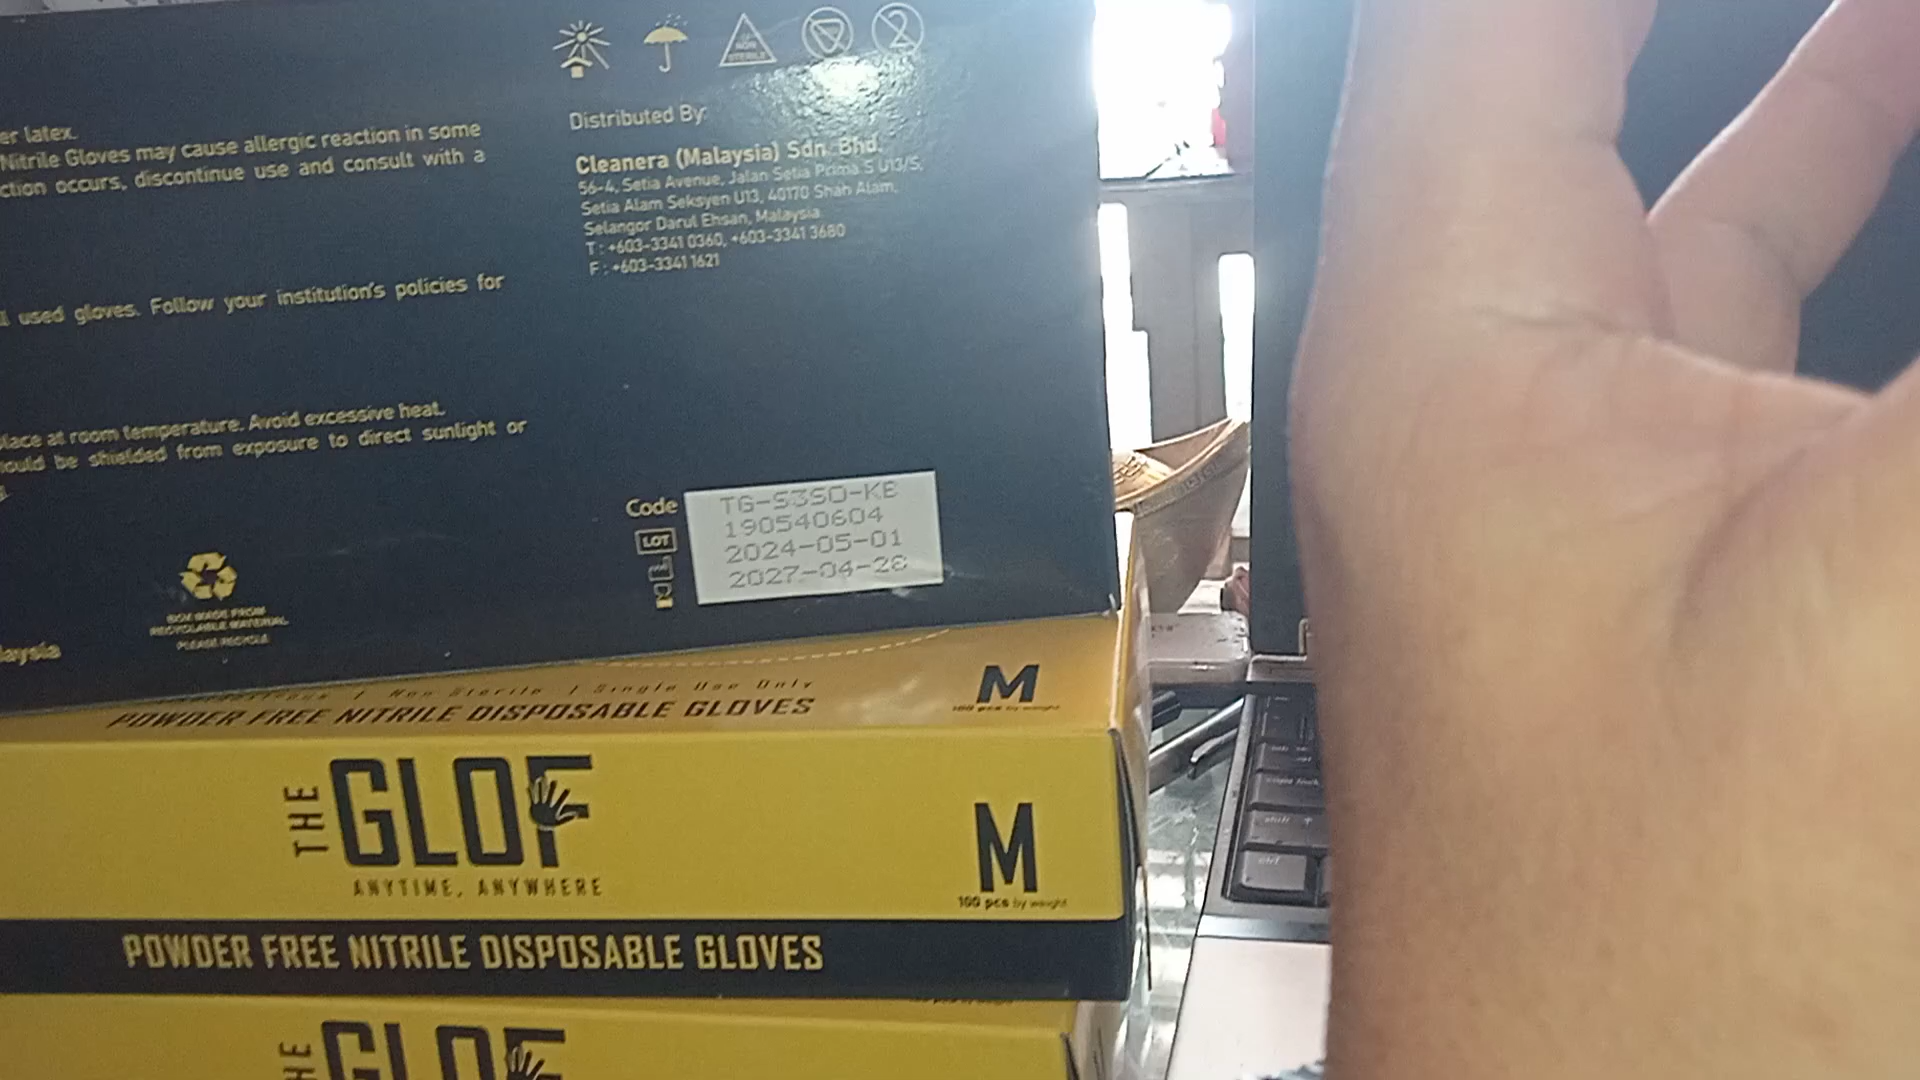 NON
STERILE
2
er latex.
Nitrile Gloves may cause allergic reaction in some
ction occurs, discontinue use and consult with a
l used gloves. Follow your institution's policies for
lace at room temperature. Avoid excessive heat.
hould be shielded from exposure to direct sunlight or
aysia
BOX MADE FROM
RECYCLABLE MATERIAL
PLEASE RECYCLE
Distributed By:
Cleanera (Malaysia) Sdn. Bhd.
56-4, Setia Avenue, Jalan Setia Prima S U13/S,
Setia Alam Seksyen U13, 40170 Shah Alam,
Selangor Darul Ehsan, Malaysia
T : +603-3341 0360, +603-3341 3680
F : +603-3341 1621
Code TG-S3SO-KE
LOT 190540604
2024-05-01
2027-04-28
Non Sterile / Single Use Only
POWDER FREE NITRILE DISPOSABLE GLOVES
M
100 pcs by weight
THE GLOF
ANYTIME, ANYWHERE
M
100 pcs by weight
POWDER FREE NITRILE DISPOSABLE GLOVES
GLOF
shift
ctrl